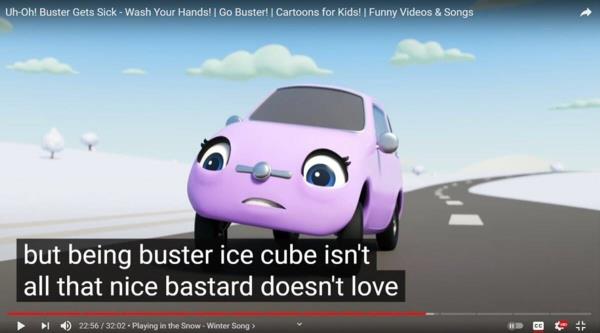 Uh-Oh! Buster Gets Sick - Wash Your Hands! | Go Buster! | Cartoons for Kids! | Funny Videos & Songs
but being buster ice cube isn't
all that nice bastard doesn't love
22:56 / 32:02 • Playing in the Snow - Winter Song >
CC HD